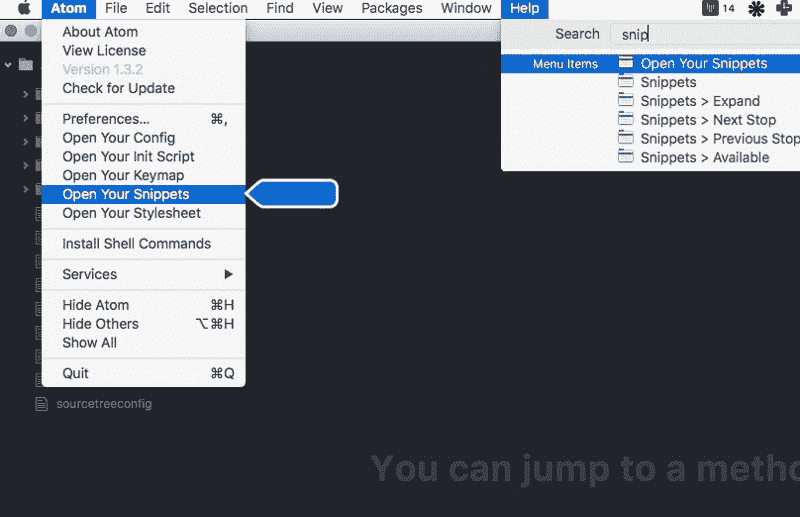 Atom File Edit Selection Find View Packages Window Help 14
About Atom
View License
Version 1.3.2
Check for Update
Preferences... ⌘,
Open Your Config
Open Your Init Script
Open Your Keymap
Open Your Snippets
Open Your Stylesheet
Install Shell Commands
Services
Hide Atom ⌘H
Hide Others ⌥⌘H
Show All
Quit ⌘Q
Search snip
Menu Items Open Your Snippets
Snippets
Snippets > Expand
Snippets > Next Stop
Snippets > Previous Stop
Snippets > Available
sourcetreeconfig
You can jump to a metho